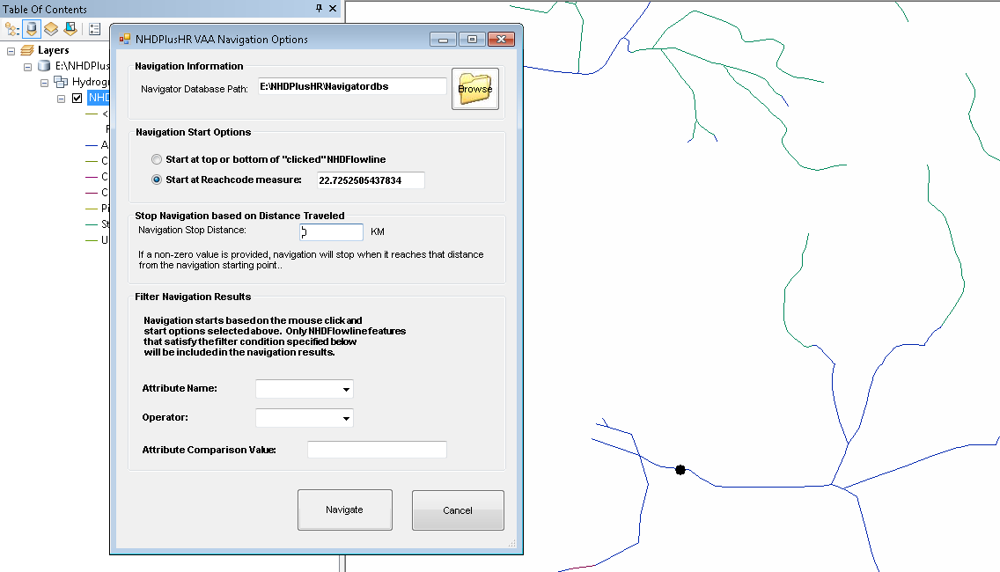 Table Of Contents
Layers
E:\NHDPlus
Hydrogr
NHD
<
F
A
C
C
C
Pi
St
U
NHDPlusHR VAA Navigation Options
Navigation Information
Navigator Database Path:
E:\NHDPlusHR\Navigatordbs
Browse
Navigation Start Options
Start at top or bottom of "clicked" NHDFlowline
Start at Reachcode measure:
22.7252505437834
Stop Navigation based on Distance Traveled
Navigation Stop Distance:
KM
If a non-zero value is provided, navigation will stop when it reaches that distance
from the navigation starting point..
Filter Navigation Results
Navigation starts based on the mouse click and
start options selected above. Only NHDFlowline features
that satisfy the filter condition specified below
will be included in the navigation results.
Attribute Name:
Operator:
Attribute Comparison Value:
Navigate
Cancel